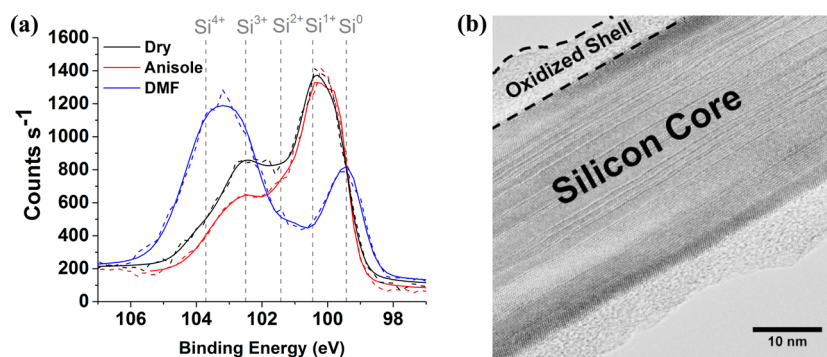 (a)
Si4+ Si3+ Si2+ Si1+ Si0
Dry
Anisole
DMF
1600
1400
1200
1000
800
600
400
200
0
Counts s-1
106 104 102 100 98
Binding Energy (eV)
(b)
Oxidized Shell
Silicon Core
10 nm